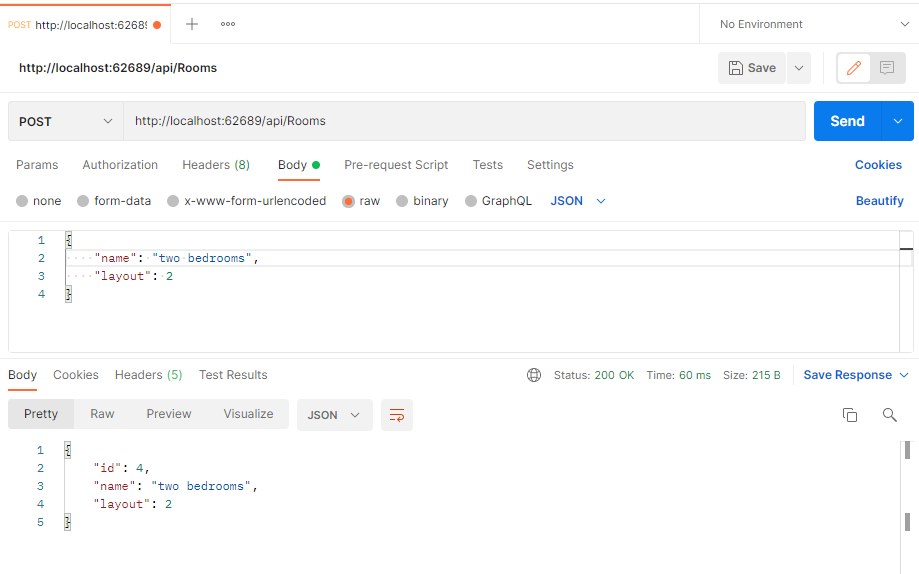 POST http://localhost:62689 No Environment
http://localhost:62689/api/Rooms Save
POST http://localhost:62689/api/Rooms Send
Params Authorization Headers (8) Body Pre-request Script Tests Settings Cookies
none form-data x-www-form-urlencoded raw binary GraphQL JSON Beautify
1 {
2 "name": "two bedrooms",
3 "layout": 2
4 }
Body Cookies Headers (5) Test Results Status: 200 OK Time: 60 ms Size: 215 B Save Response
Pretty Raw Preview Visualize JSON
1 {
2 "id": 4,
3 "name": "two bedrooms",
4 "layout": 2
5 }